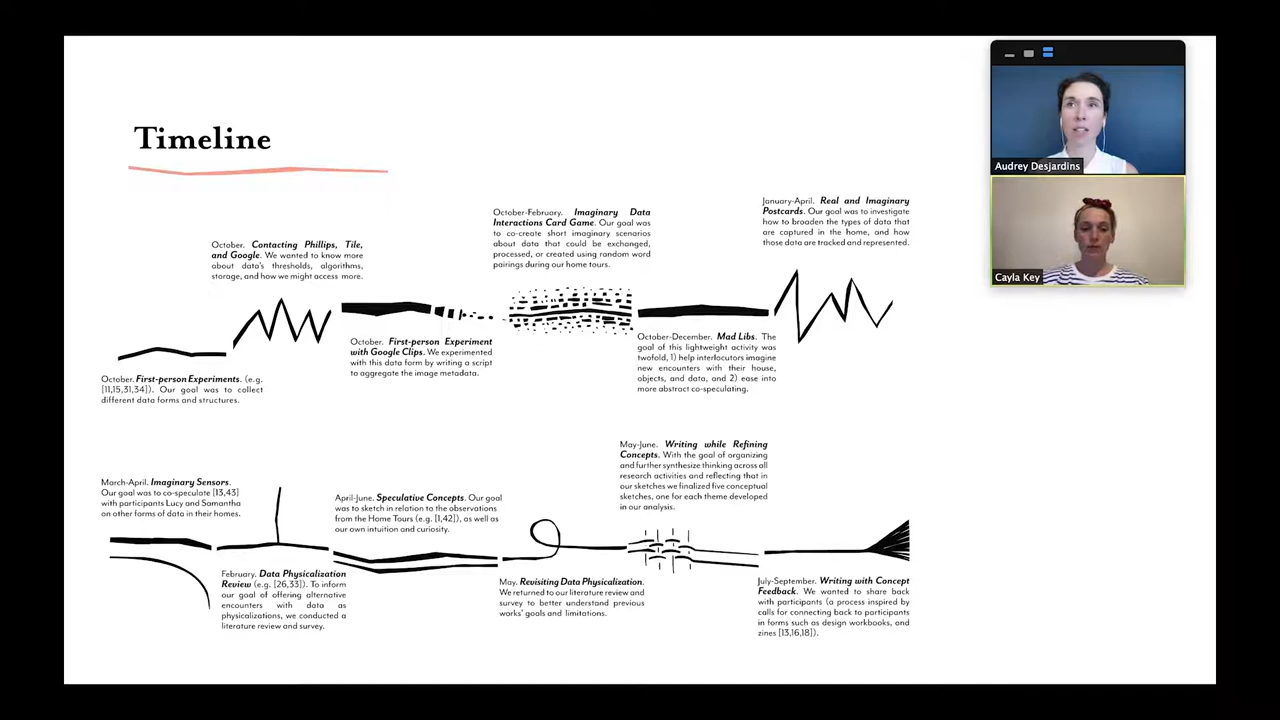 Timeline
Audrey Desjardins
Cayla Key
October. Contacting Phillips, Tile,
and Google. We wanted to know more
about data's thresholds, algorithms,
storage, and how we might access more.
October-February. Imaginary Data
Interactions Card Game. Our goal was
to co-create short imaginary scenarios
about data that could be exchanged,
processed, or created using random word
pairings during our home tours.
January-April. Real and Imaginary
Postcards. Our goal was to investigate
how to broaden the types of data that
are captured in the home, and how
those data are tracked and represented.
October. First-person Experiments. (e.g.
[11,15,31,34]). Our goal was to collect
different data forms and structures.
October. First-person Experiment
with Google Clips. We experimented
with this data form by writing a script
to aggregate the image metadata.
October-December. Mad Libs. The
goal of this lightweight activity was
twofold, 1) help interlocutors imagine
new encounters with their house,
objects, and data, and 2) ease into
more abstract co-speculating.
March-April. Imaginary Sensors.
Our goal was to co-speculate [13,43]
with participants Lucy and Samantha
on other forms of data in their homes.
April-June. Speculative Concepts. Our goal
was to sketch in relation to the observations
from the Home Tours (e.g. [1,42]), as well as
our own intuition and curiosity.
May-June. Writing while Refining
Concepts. With the goal of organizing
and further synthesize thinking across all
research activities and reflecting that in
our sketches we finalized five conceptual
sketches, one for each theme developed
in our analysis.
February. Data Physicalization
Review (e.g. [26,33]). To inform
our goal of offering alternative
encounters with data as
physicalizations, we conducted a
literature review and survey.
May. Revisiting Data Physicalization.
We returned to our literature review and
survey to better understand previous
works' goals and limitations.
July-September. Writing with Concept
Feedback. We wanted to share back
with participants (a process inspired by
calls for connecting back to participants
in forms such as design workbooks, and
zines [13,16,18]).